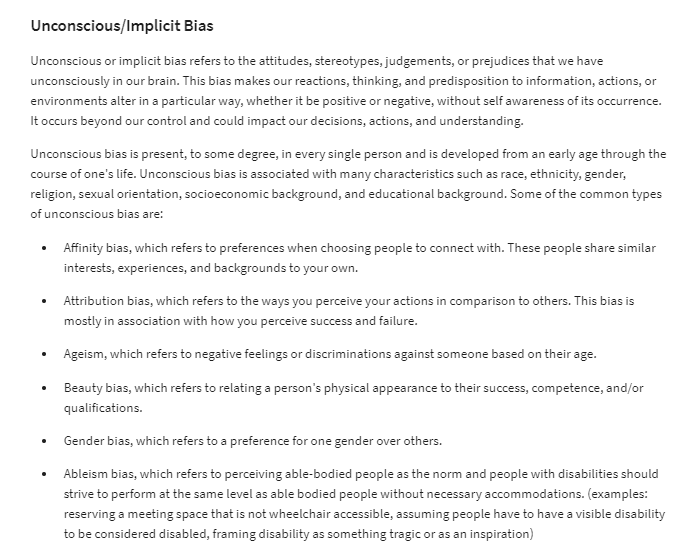 Unconscious/Implicit Bias
Unconscious or implicit bias refers to the attitudes, stereotypes, judgements, or prejudices that we have
unconsciously in our brain. This bias makes our reactions, thinking, and predisposition to information, actions, or
environments alter in a particular way, whether it be positive or negative, without self awareness of its occurrence.
It occurs beyond our control and could impact our decisions, actions, and understanding.
Unconscious bias is present, to some degree, in every single person and is developed from an early age through the
course of one's life. Unconscious bias is associated with many characteristics such as race, ethnicity, gender,
religion, sexual orientation, socioeconomic background, and educational background. Some of the common types
of unconscious bias are:
• Affinity bias, which refers to preferences when choosing people to connect with. These people share similar
interests, experiences, and backgrounds to your own.
• Attribution bias, which refers to the ways you perceive your actions in comparison to others. This bias is
mostly in association with how you perceive success and failure.
• Ageism, which refers to negative feelings or discriminations against someone based on their age.
• Beauty bias, which refers to relating a person's physical appearance to their success, competence, and/or
qualifications.
• Gender bias, which refers to a preference for one gender over others.
• Ableism bias, which refers to perceiving able-bodied people as the norm and people with disabilities should
strive to perform at the same level as able bodied people without necessary accommodations. (examples:
reserving a meeting space that is not wheelchair accessible, assuming people have to have a visible disability
to be considered disabled, framing disability as something tragic or as an inspiration)